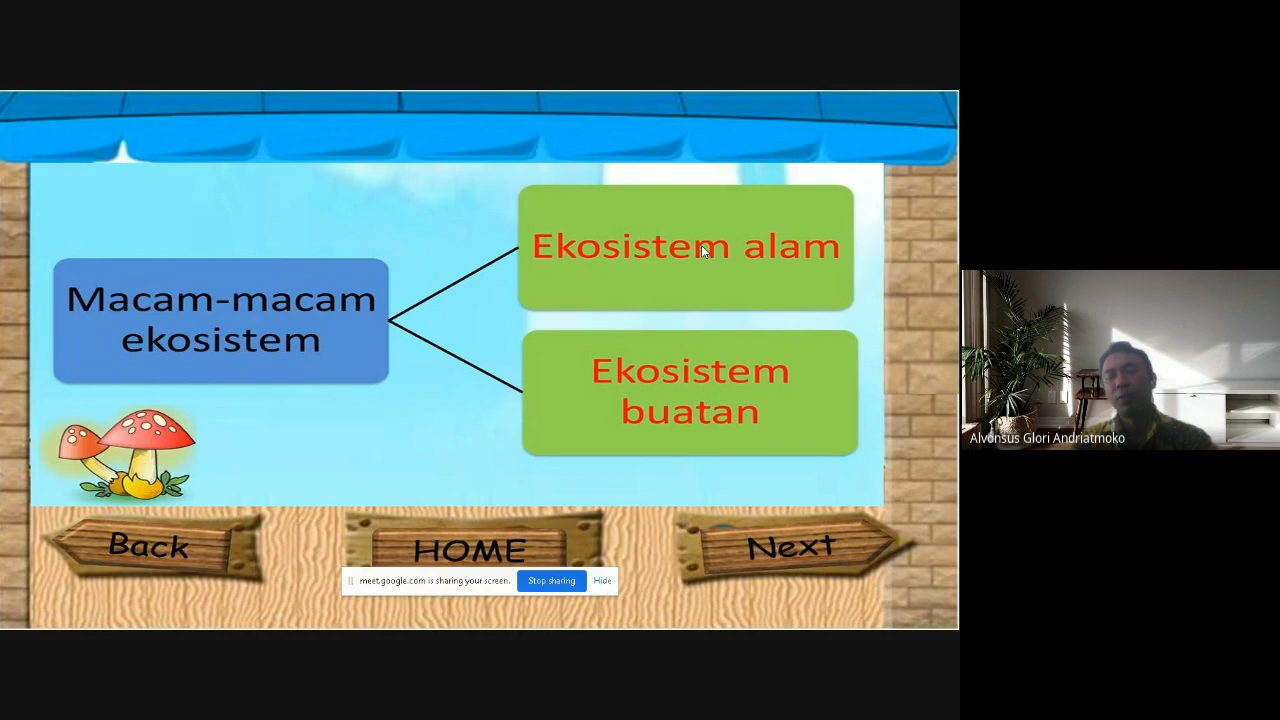 Macam-macam
ekosistem
Ekosistem alam
Ekosistem
buatan
Back
HOME
Next
meet.google.com is sharing your screen.
Stop sharing
Hide
Alvonsus Glori Andriatmoko